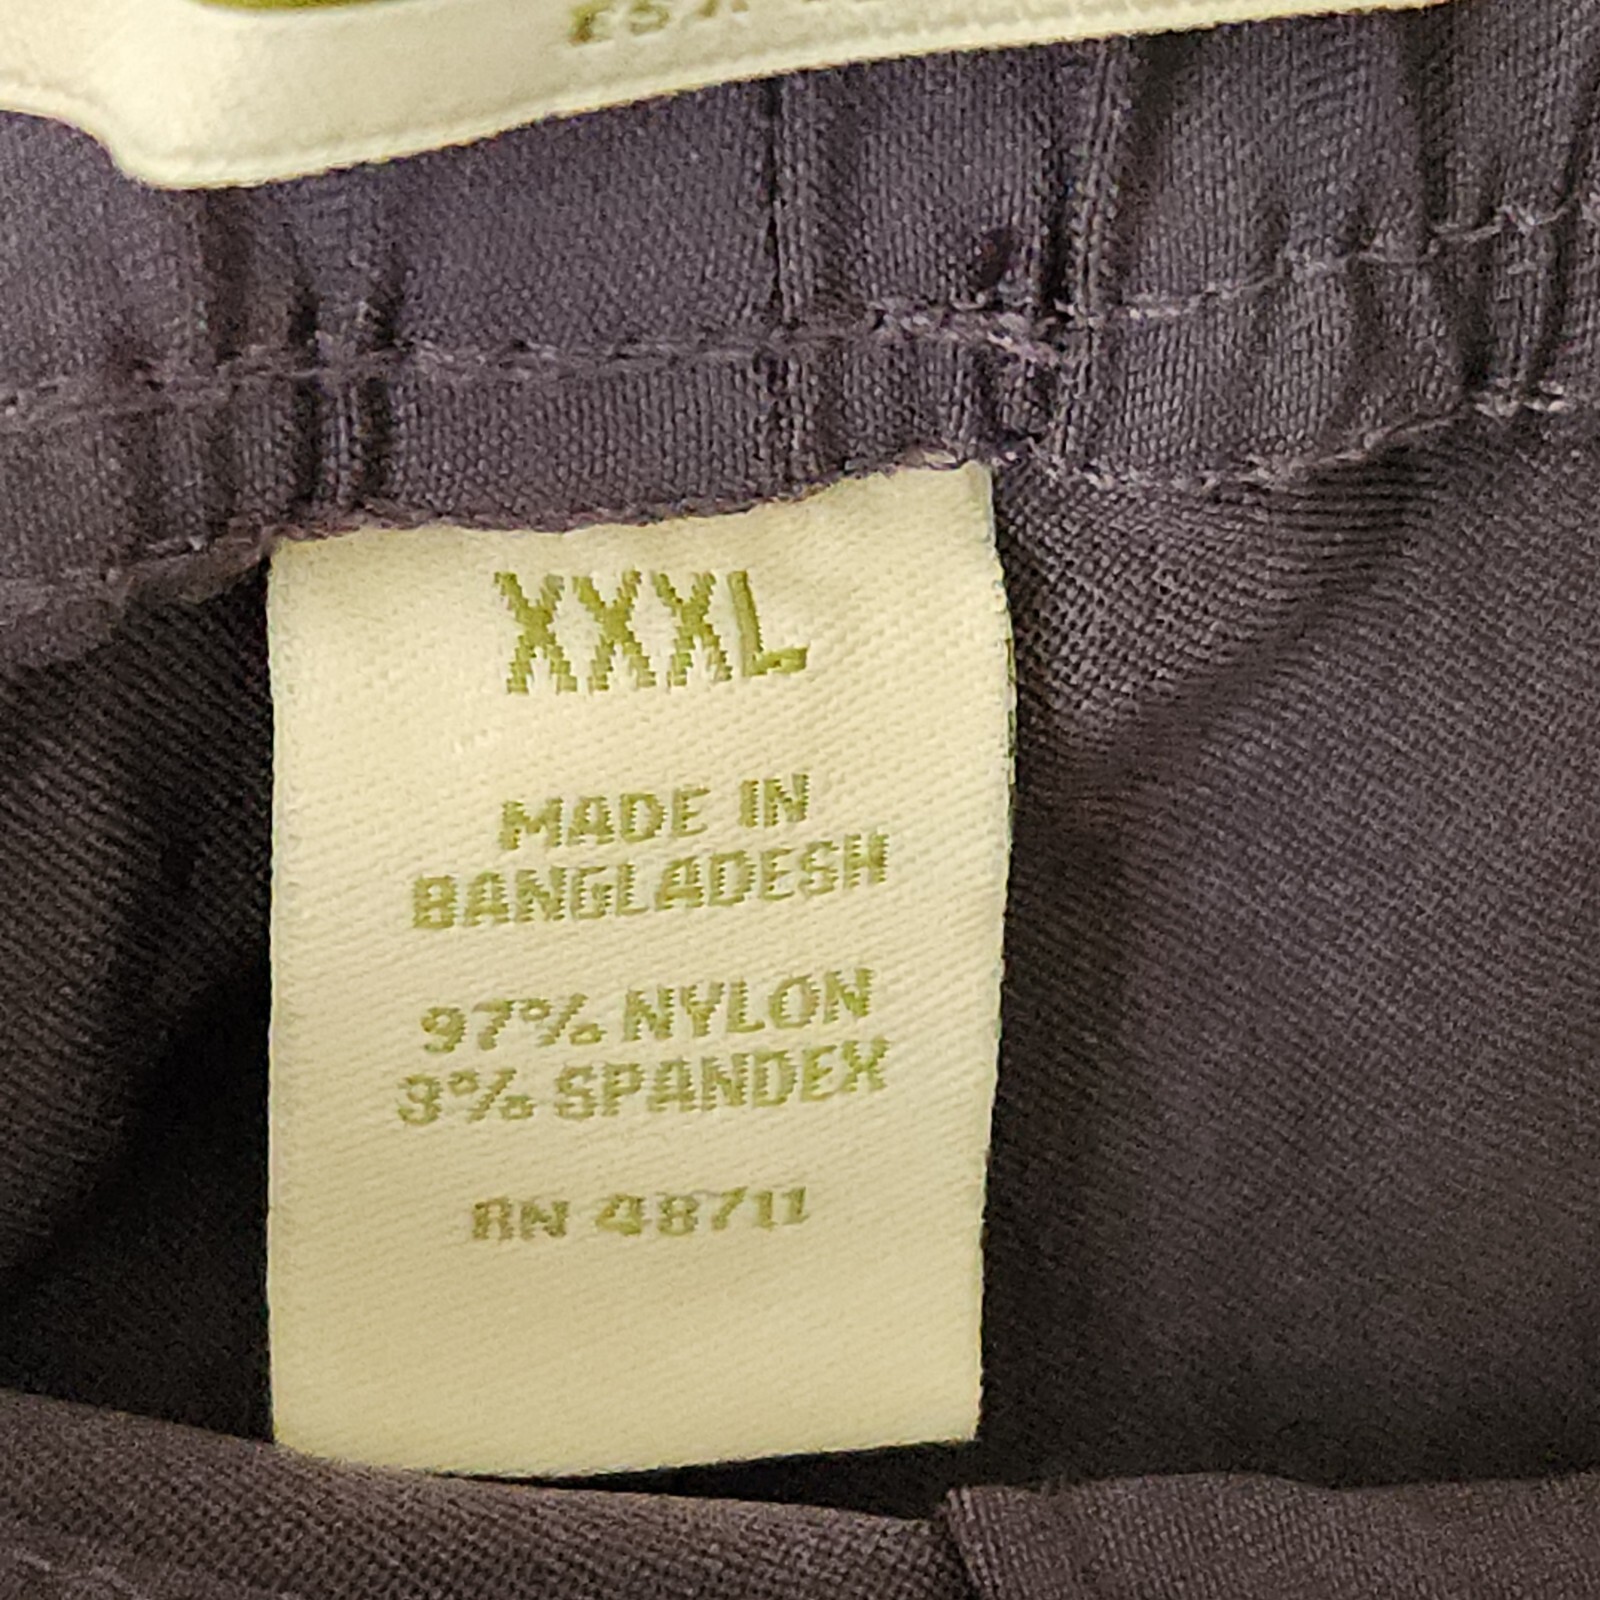 XXXL
MADE IN
BANGLADESH
97% NYLON
3% SPANDEX
RN 48711